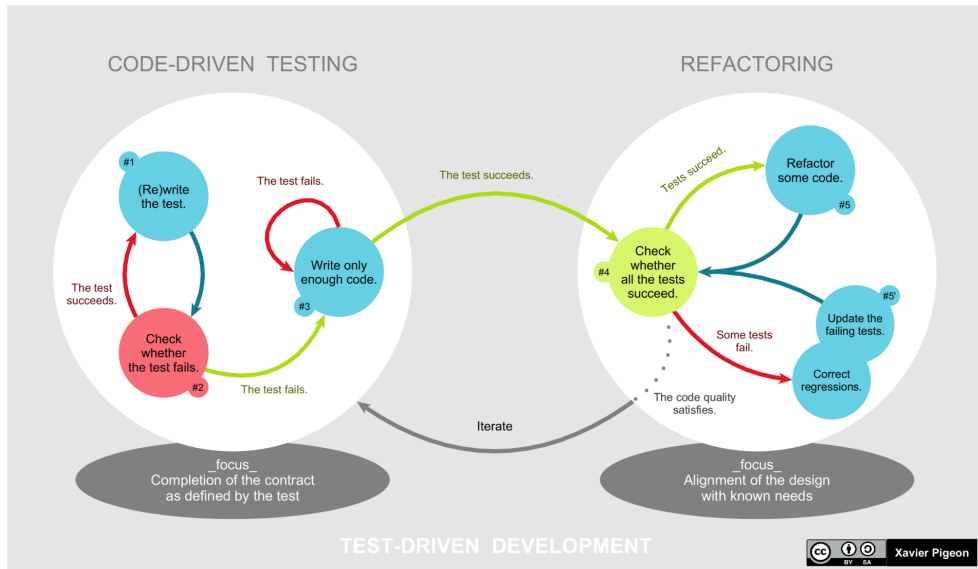 CODE-DRIVEN TESTING
REFACTORING
#1
(Re)write
the test.
The test
succeeds.
Check
whether
the test fails.
#2
The test fails.
The test fails.
Write only
enough code.
#3
The test succeeds.
#4
Check
whether
all the tests
succeed.
Tests succeed.
Refactor
some code.
#5
#5'
Update the
failing tests.
Correct
regressions.
Some tests
fail.
The code quality
satisfies.
Iterate
_focus_
Completion of the contract
as defined by the test
_focus_
Alignment of the design
with known needs
TEST-DRIVEN DEVELOPMENT
cc
BY SA
Xavier Pigeon